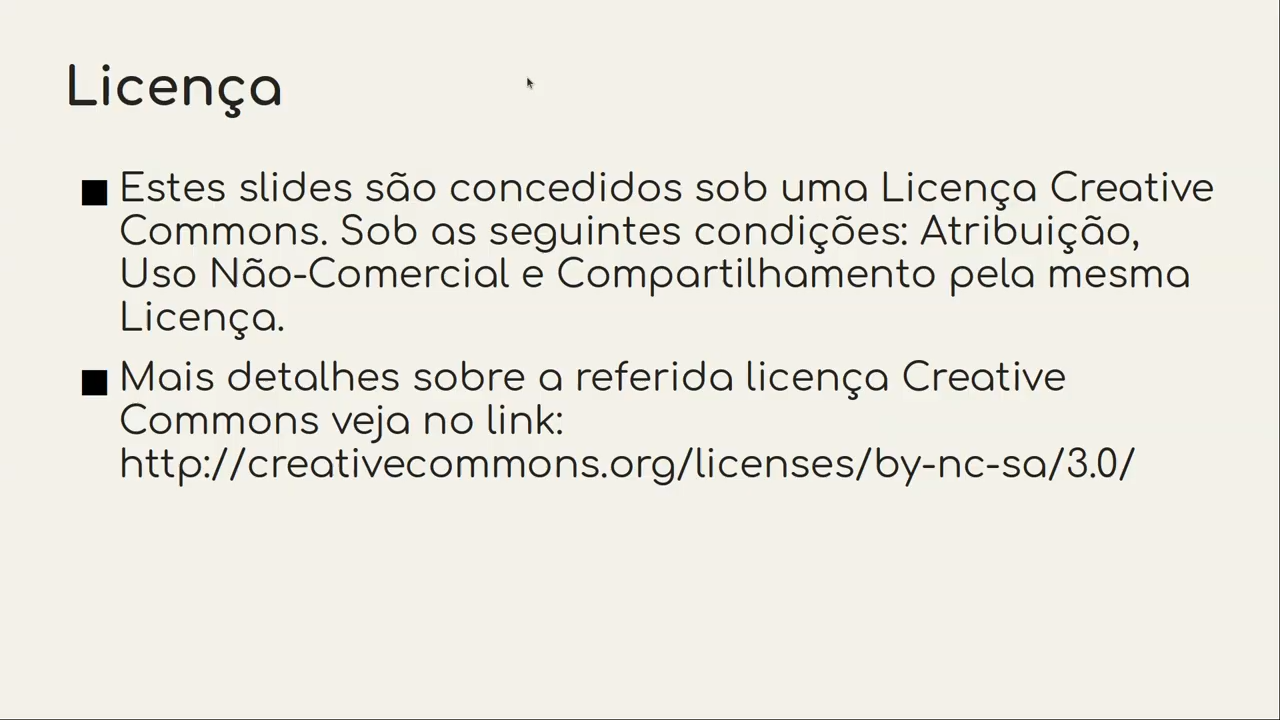 Licença
Estes slides são concedidos sob uma Licença Creative
Commons. Sob as seguintes condições: Atribuição,
Uso Não-Comercial e Compartilhamento pela mesma
Licença.
Mais detalhes sobre a referida licença Creative
Commons veja no link:
http://creativecommons.org/licenses/by-nc-sa/3.0/